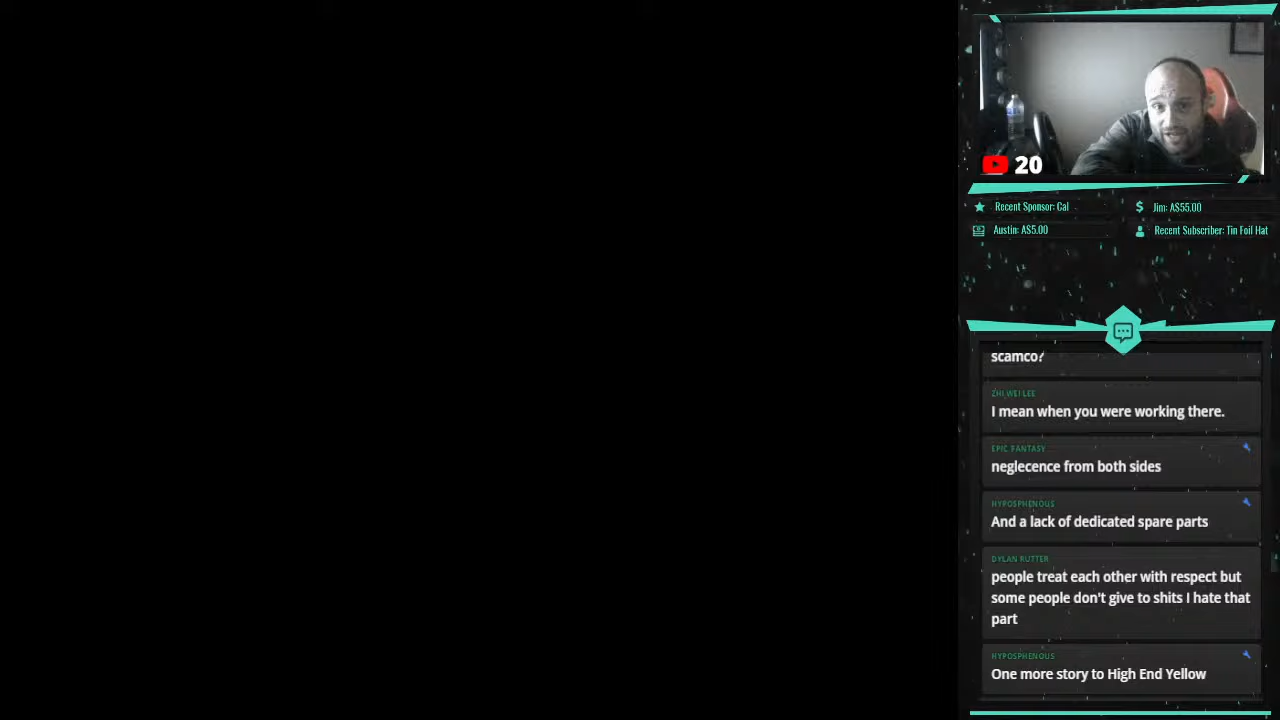 20
Recent Sponsor: Cal
Jim: A$55.00
Austin: A$5.00
Recent Subscriber: Tin Foil Hat
scamco?
ZHI WEI LEE
I mean when you were working there.
EPIC FANTASY
neglecence from both sides
HYPOSPHENOUS
And a lack of dedicated spare parts
DYLAN RUTTER
people treat each other with respect but
some people don't give to shits I hate that
part
HYPOSPHENOUS
One more story to High End Yellow